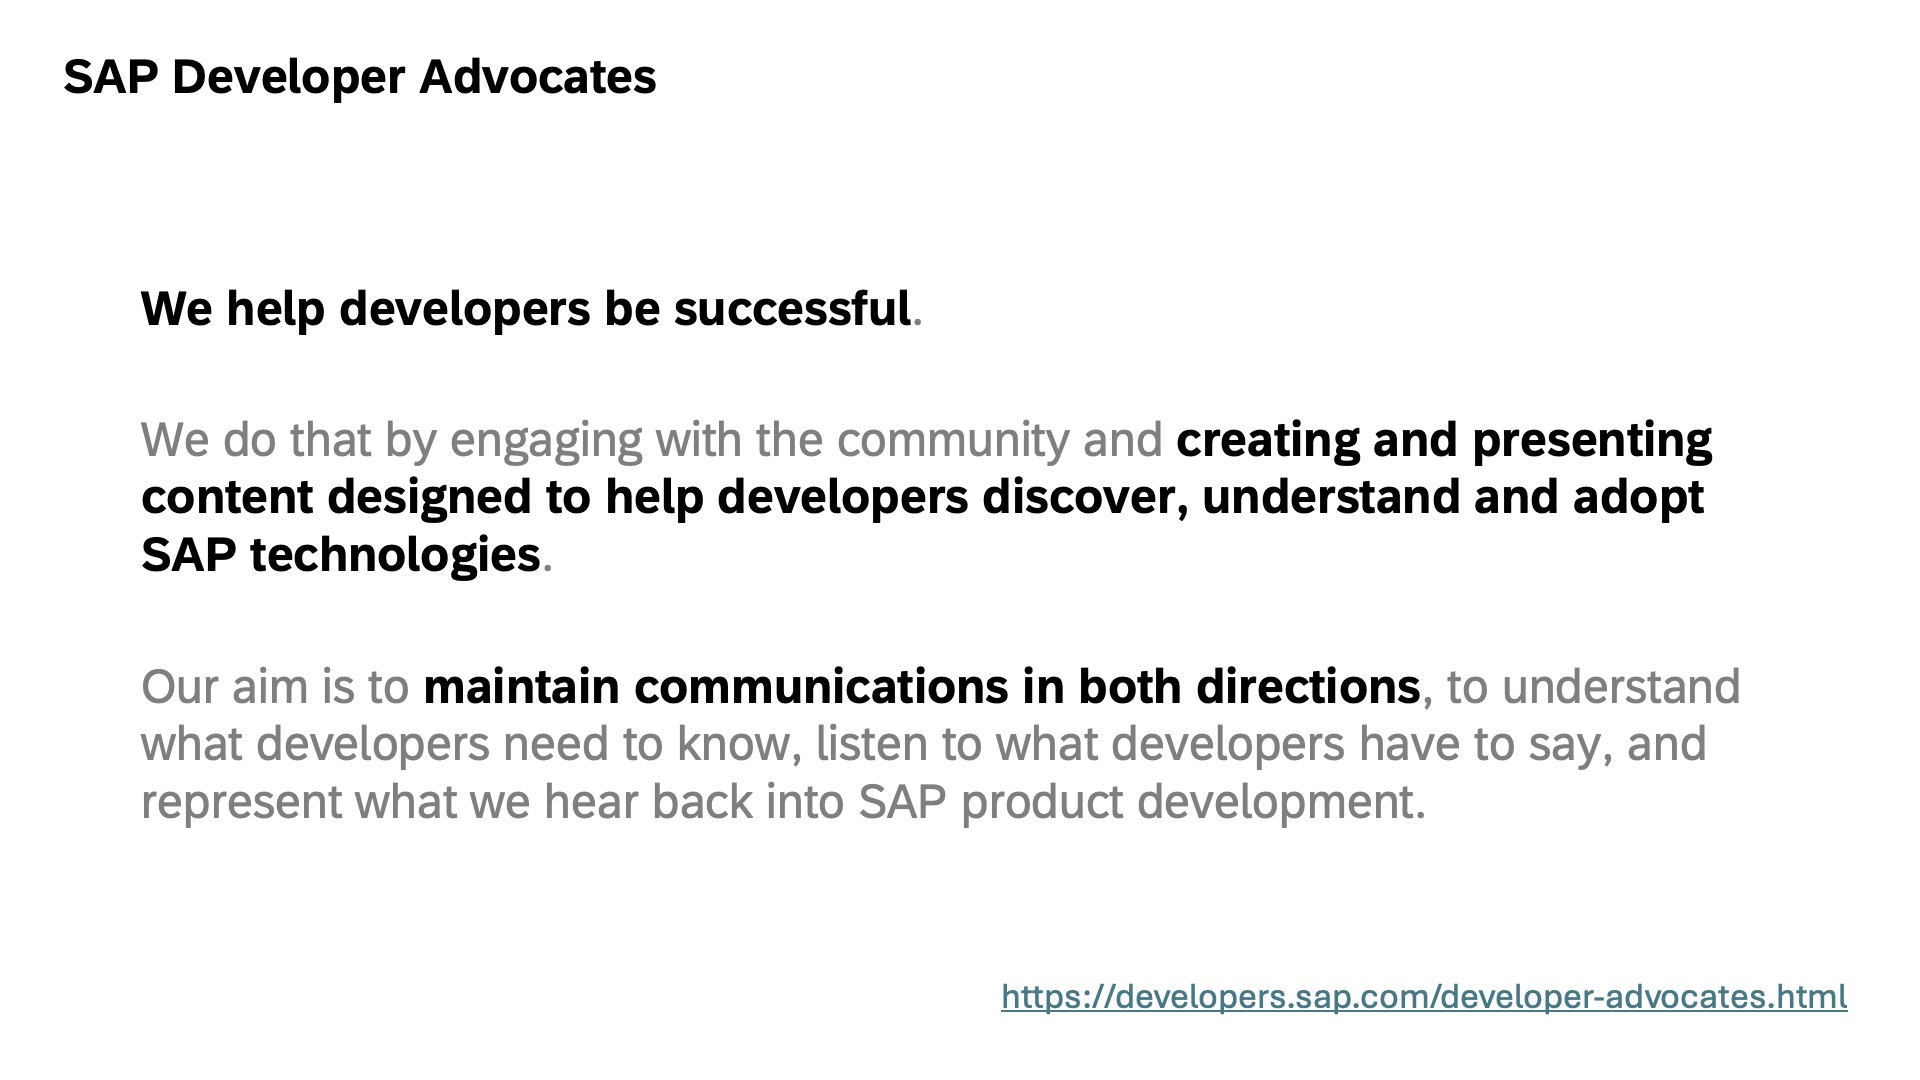 SAP Developer Advocates
We help developers be successful.
We do that by engaging with the community and creating and presenting
content designed to help developers discover, understand and adopt
SAP technologies.
Our aim is to maintain communications in both directions, to understand
what developers need to know, listen to what developers have to say, and
represent what we hear back into SAP product development.
https://developers.sap.com/developer-advocates.html